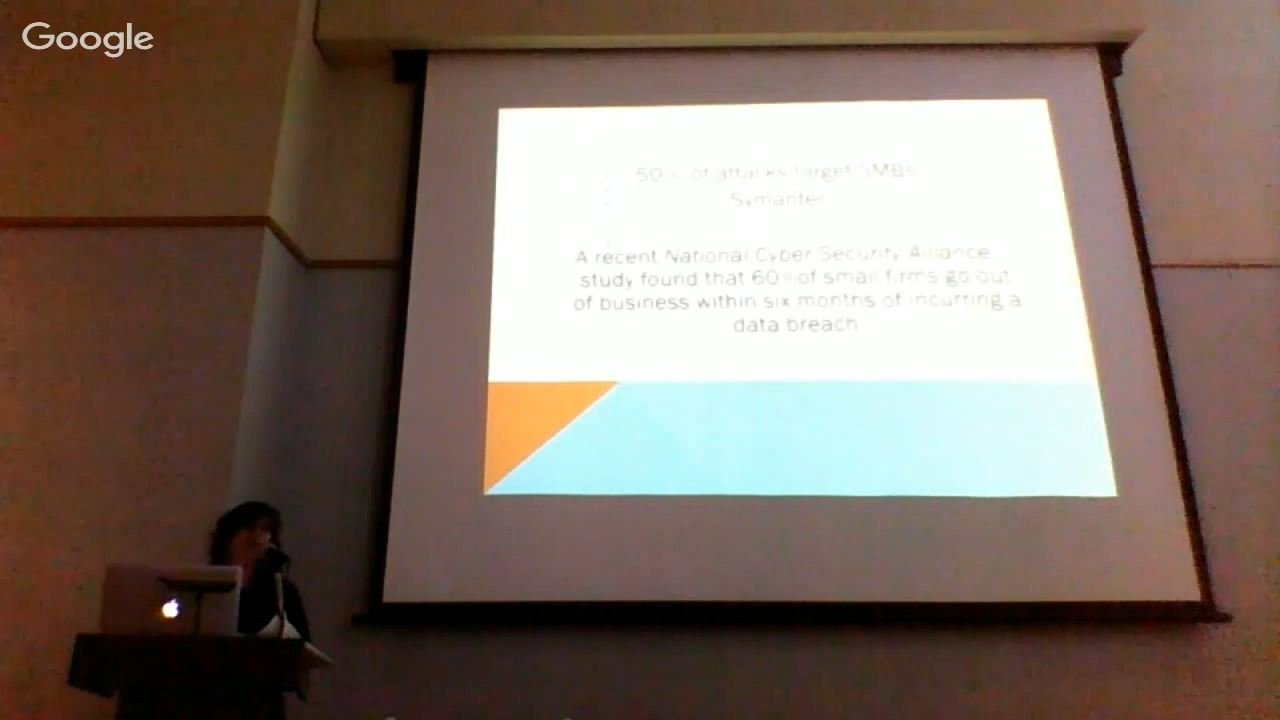 Google
50% of attacks target SMBs
Symantec
A recent National Cyber Security Alliance
study found that 60% of small firms go out
of business within six months of incurring a
data breach